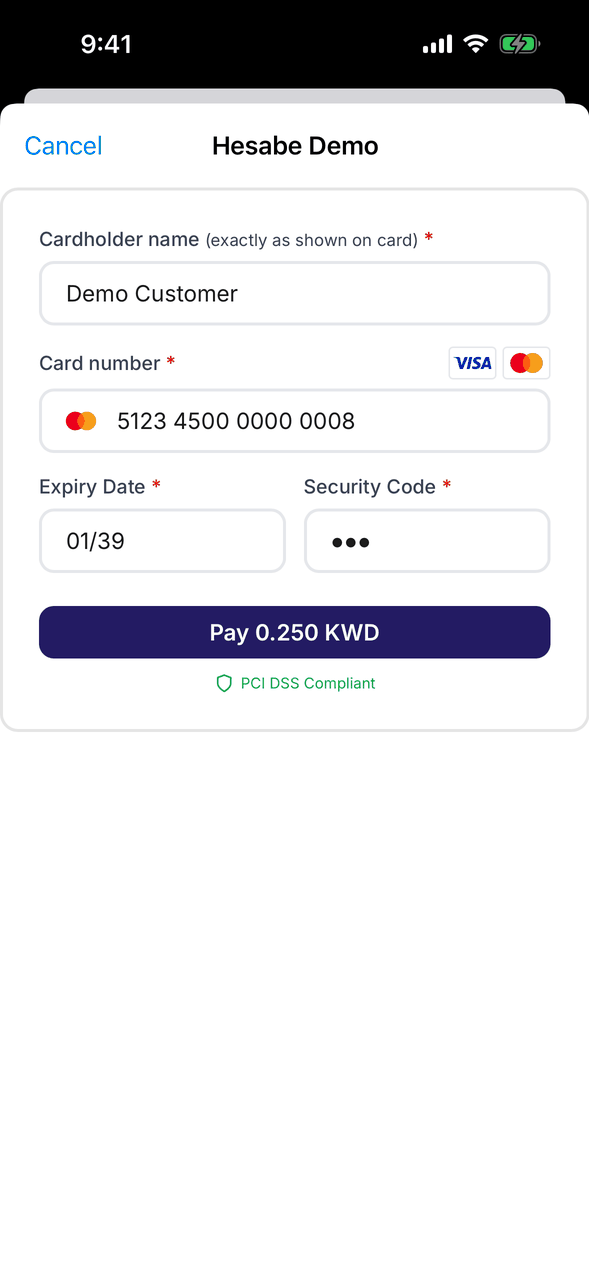 9:41
Cancel
Hesabe Demo
Cardholder name (exactly as shown on card) *
Demo Customer
Card number *
VISA
5123 4500 0000 0008
Expiry Date *
Security Code *
01/39
•••
Pay 0.250 KWD
PCI DSS Compliant